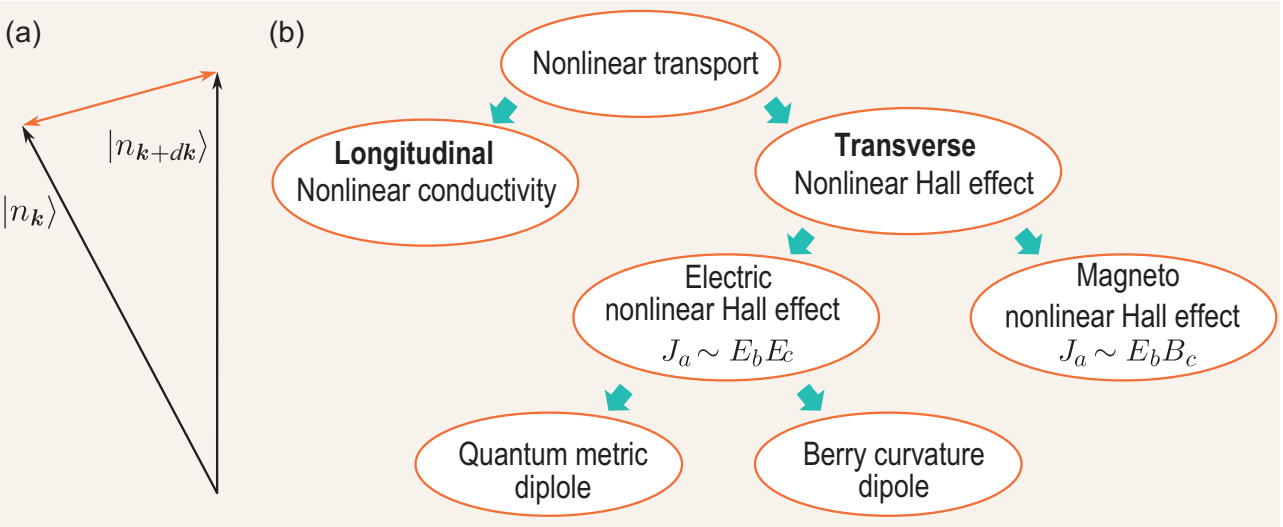 (a)
|n_{k+dk}⟩
|n_k⟩
(b)
Nonlinear transport
Longitudinal
Nonlinear conductivity
Transverse
Nonlinear Hall effect
Electric
nonlinear Hall effect
J_a ~ E_b E_c
Magneto
nonlinear Hall effect
J_a ~ E_b B_c
Quantum metric
diplole
Berry curvature
dipole